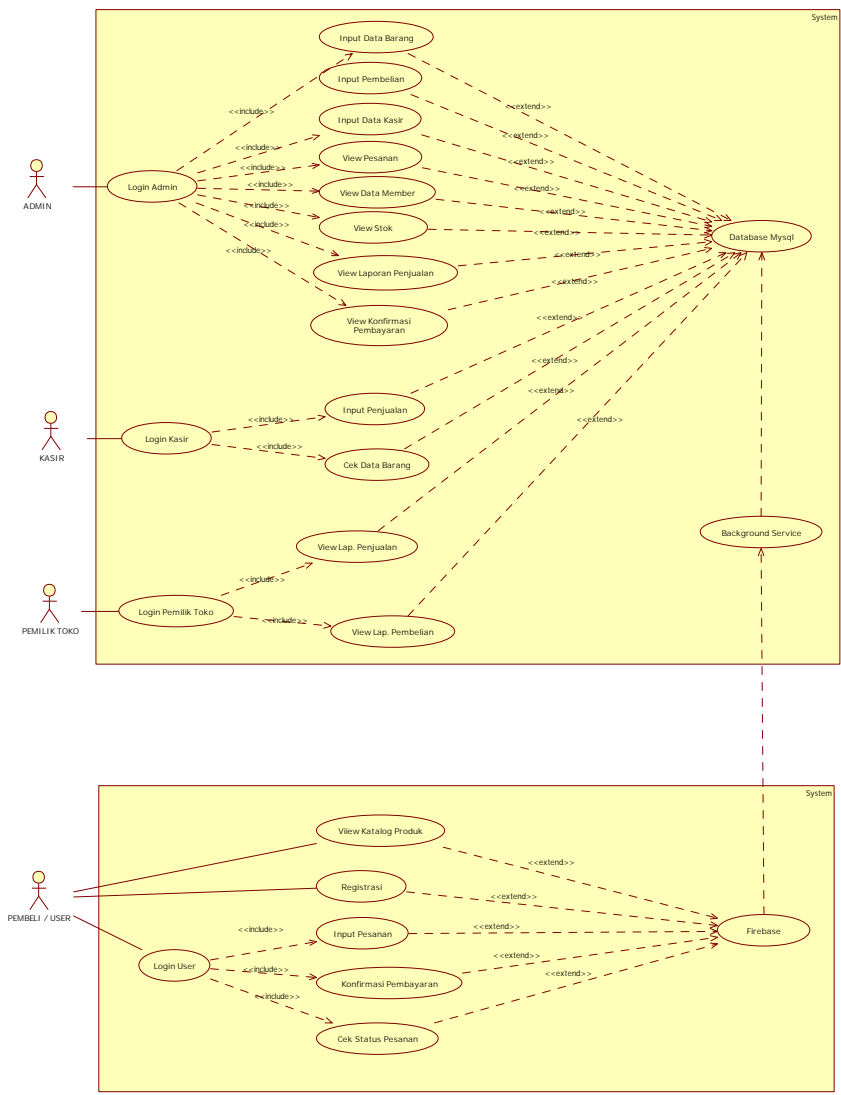 System
Input Data Barang
Input Pembelian
<<extend>>
<<include>>
Input Data Kasir
<<extend>>
<<include>>
View Pesanan
<<extend>>
<<include>>
Login Admin
<<include>>
View Data Member
<<extend>>
ADMIN
<<include>>
<<extend>>
View Stok
<<extend>>
Database Mysql
<<include>>
<<include>>
<<extend>>
View Laporan Penjualan
<<extend>>
View Konfirmasi
Pembayaran
<<extend>>
<<extend>>
<<extend>>
Input Penjualan
<<include>>
<<extend>>
Login Kasir
<<include>>
KASIR
Cek Data Barang
Background Service
View Lap. Penjualan
<<include>>
Login Pemilik Toko
<<include>>
PEMILIK TOKO
View Lap. Pembelian
System
Viiew Katalog Produk
<<extend>>
Registrasi
<<extend>>
PEMBELI / USER
<<include>>
Input Pesanan
<<extend>>
Firebase
<<extend>>
Login User
<<include>>
<<extend>>
Konfirmasi Pembayaran
<<include>>
Cek Status Pesanan